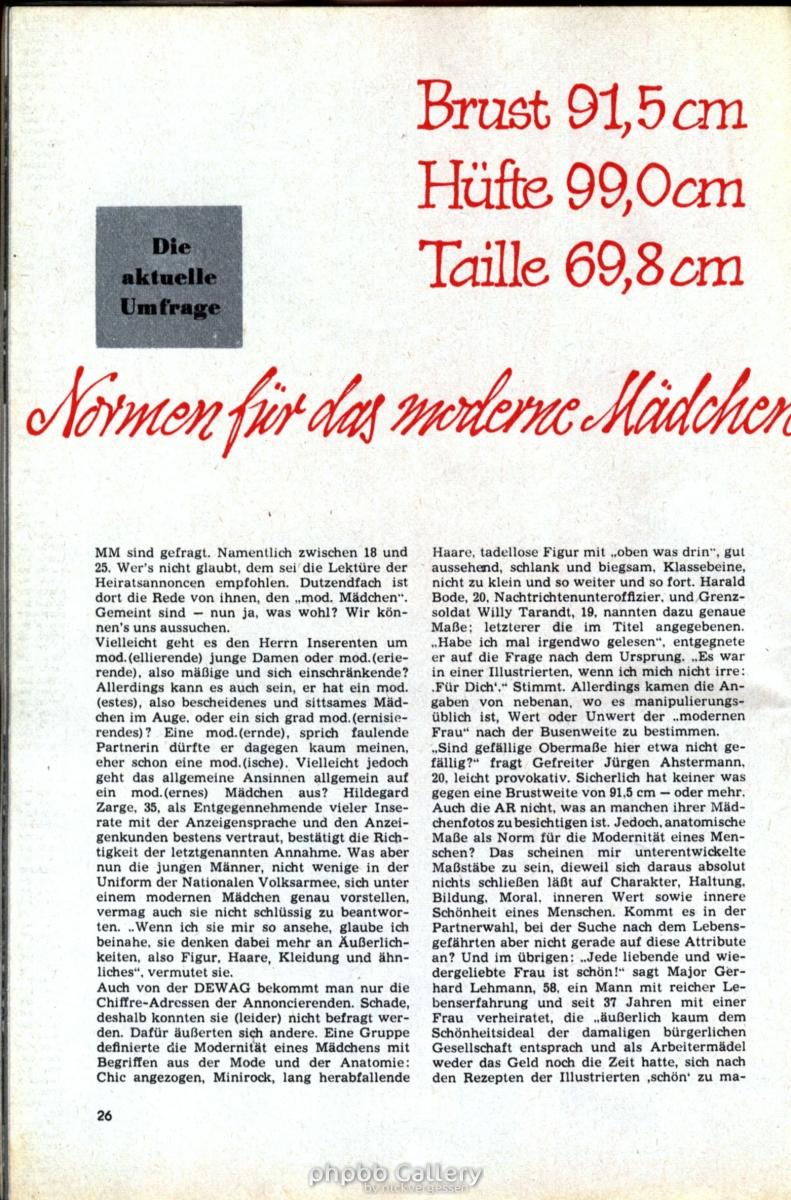 Brust 91,5 cm
Hüfte 99,0 cm
Taille 69,8 cm
Die
aktuelle
Umfrage
Normen für das moderne Mädchen
MM sind gefragt. Namentlich zwischen 18 und
25. Wer's nicht glaubt, dem sei die Lektüre der
Heiratsannoncen empfohlen. Dutzendfach ist
dort die Rede von ihnen, den „mod. Mädchen".
Gemeint sind — nun ja, was wohl? Wir kön-
nen's uns aussuchen.
Vielleicht geht es den Herrn Inserenten um
mod.(ellierende) junge Damen oder mod.(erie-
rende), also mäßige und sich einschränkende?
Allerdings kann es auch sein, er hat ein mod.
(estes), also bescheidenes und sittsames Mäd-
chen im Auge, oder ein sich grad mod.(ernisie-
rendes)? Eine mod.(ernde), sprich faulende
Partnerin dürfte er dagegen kaum meinen,
eher schon eine mod.(ische). Vielleicht jedoch
geht das allgemeine Ansinnen allgemein auf
ein mod.(ernes) Mädchen aus? Hildegard
Zarge, 35, als Entgegennehmende vieler Inse-
rate mit der Anzeigensprache und den Anzei-
genkunden bestens vertraut, bestätigt die Rich-
tigkeit der letztgenannten Annahme. Was aber
nun die jungen Männer, nicht wenige in der
Uniform der Nationalen Volksarmee, sich unter
einem modernen Mädchen genau vorstellen,
vermag auch sie nicht schlüssig zu beantwor-
ten. „Wenn ich sie mir so ansehe, glaube ich
beinahe, sie denken dabei mehr an Äußerlich-
keiten, also Figur, Haare, Kleidung und ähn-
liches", vermutet sie.
Auch von der DEWAG bekommt man nur die
Chiffre-Adressen der Annoncierenden. Schade,
deshalb konnten sie (leider) nicht befragt wer-
den. Dafür äußerten sich andere. Eine Gruppe
definierte die Modernität eines Mädchens mit
Begriffen aus der Mode und der Anatomie:
Chic angezogen, Minirock, lang herabfallende
Haare, tadellose Figur mit „oben was drin", gut
aussehend, schlank und biegsam, Klassebeine,
nicht zu klein und so weiter und so fort. Harald
Bode, 20, Nachrichtenunteroffizier, und Grenz-
soldat Willy Tarandt, 19, nannten dazu genaue
Maße; letzterer die im Titel angegebenen.
„Habe ich mal irgendwo gelesen", entgegnete
er auf die Frage nach dem Ursprung. „Es war
in einer Illustrierten, wenn ich mich nicht irre:
‚Für Dich'." Stimmt. Allerdings kamen die An-
gaben von nebenan, wo es manipulierungs-
üblich ist, Wert oder Unwert der „modernen
Frau" nach der Busenweite zu bestimmen.
„Sind gefällige Obermaße hier etwa nicht ge-
fällig?" fragt Gefreiter Jürgen Ahstermann,
20, leicht provokativ. Sicherlich hat keiner was
gegen eine Brustweite von 91,5 cm — oder mehr.
Auch die AR nicht, was an manchen ihrer Mäd-
chenfotos zu besichtigen ist. Jedoch, anatomische
Maße als Norm für die Modernität eines Men-
schen? Das scheinen mir unterentwickelte
Maßstäbe zu sein, dieweil sich daraus absolut
nichts schließen läßt auf Charakter, Haltung,
Bildung, Moral, inneren Wert sowie innere
Schönheit eines Menschen. Kommt es in der
Partnerwahl, bei der Suche nach dem Lebens-
gefährten aber nicht gerade auf diese Attribute
an? Und im übrigen: „Jede liebende und wie-
dergeliebte Frau ist schön!" sagt Major Ger-
hard Lehmann, 58, ein Mann mit reicher Le-
benserfahrung und seit 37 Jahren mit einer
Frau verheiratet, die „äußerlich kaum dem
Schönheitsideal der damaligen bürgerlichen
Gesellschaft entsprach und als Arbeitermädel
weder das Geld noch die Zeit hatte, sich nach
den Rezepten der Illustrierten ‚schön' zu ma-
26
phpbb Gallery
by nickvergessen